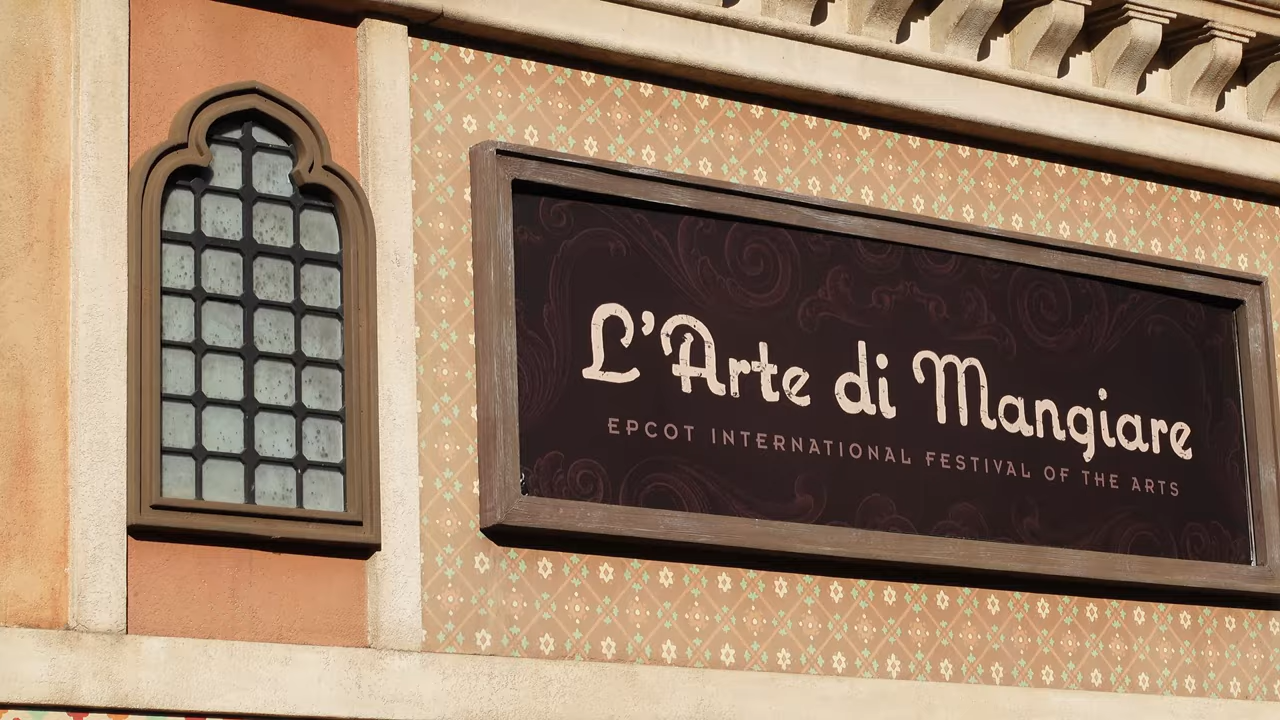 L'Arte di Mangiare
EPCOT INTERNATIONAL FESTIVAL OF THE ARTS